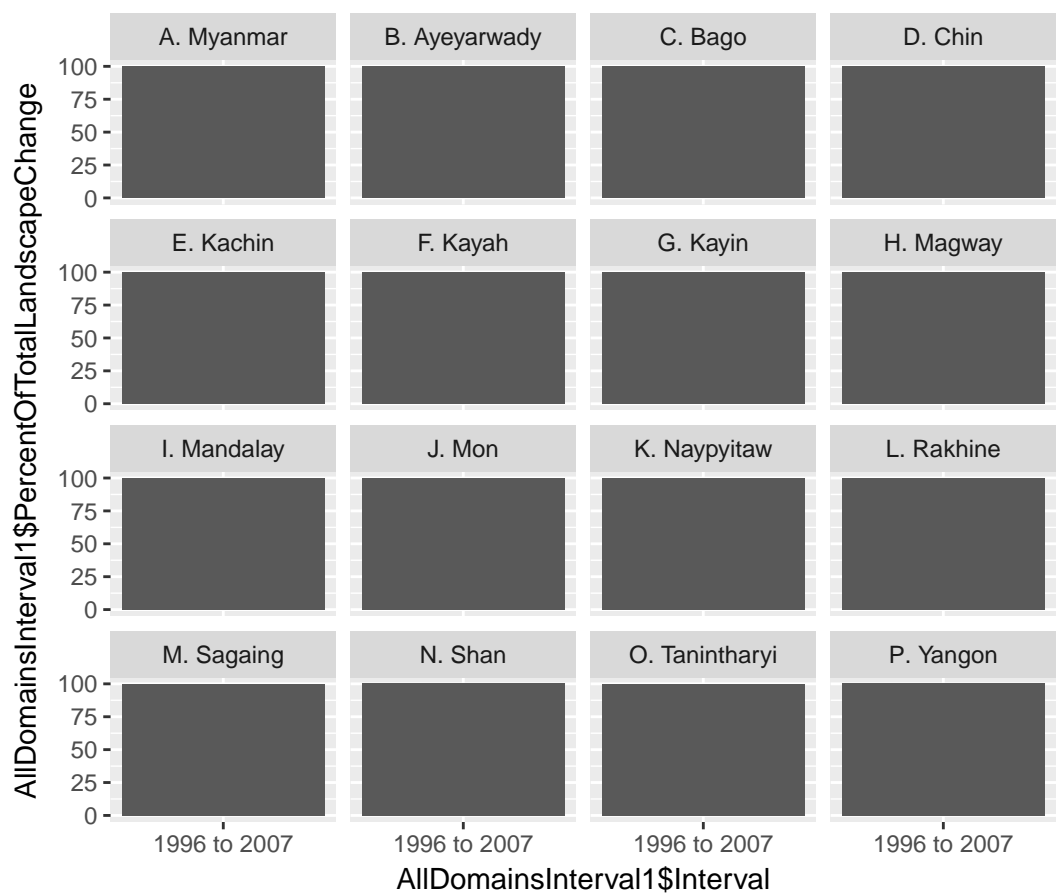 A. Myanmar
B. Ayeyarwady
C. Bago
D. Chin
100
75
50
25
0
E. Kachin
F. Kayah
G. Kayin
H. Magway
100
75
50
25
0
I. Mandalay
J. Mon
K. Naypyitaw
L. Rakhine
100
75
50
25
0
M. Sagaing
N. Shan
O. Tanintharyi
P. Yangon
100
75
50
25
0
1996 to 2007
1996 to 2007
1996 to 2007
1996 to 2007
AllDomainsInterval1$Interval
AllDomainsInterval1$PercentOfTotalLandscapeChange